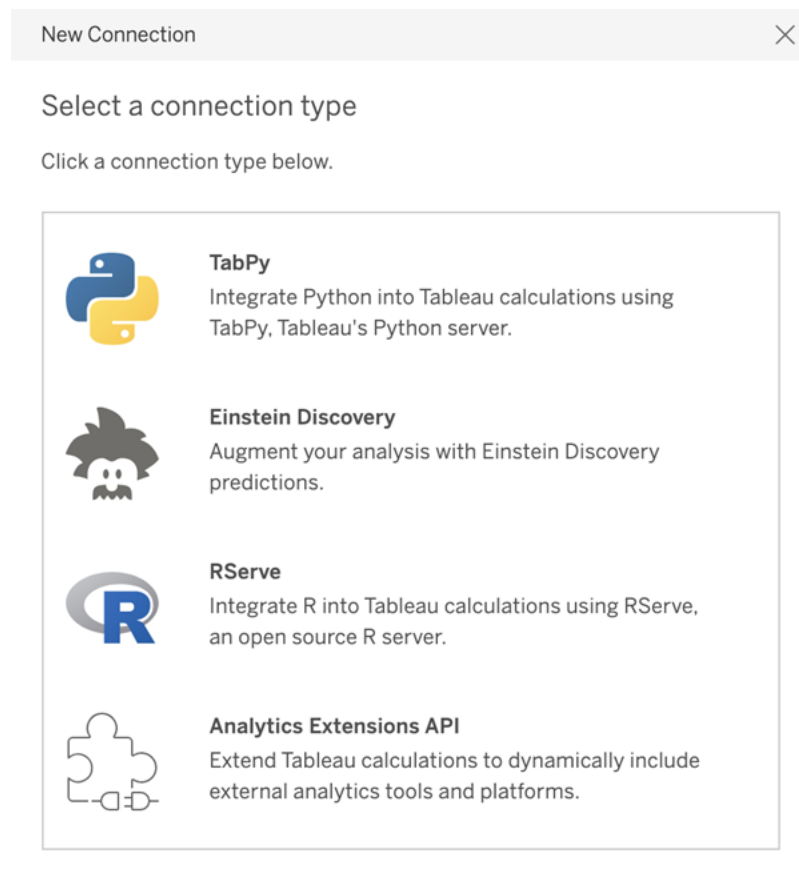 New Connection
Select a connection type
Click a connection type below.
TabPy
Integrate Python into Tableau calculations using
TabPy, Tableau's Python server.
Einstein Discovery
Augment your analysis with Einstein Discovery
predictions.
R
RServe
Integrate R into Tableau calculations using RServe,
an open source R server.
Analytics Extensions API
Extend Tableau calculations to dynamically include
external analytics tools and platforms.